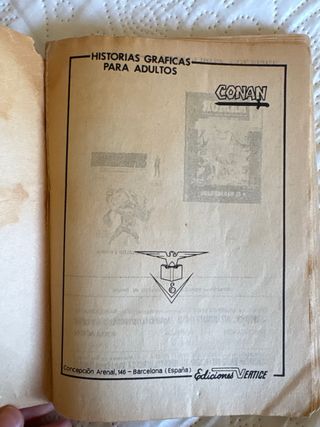 HISTORIAS GRAFICAS
PARA ADULTOS
CONAN
Concepción Arenal, 146 – Barcelona (España)
Ediciones VERTICE